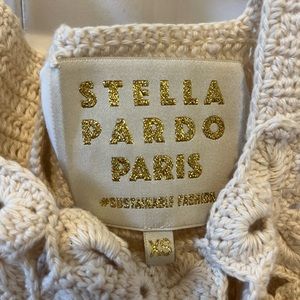 STELLA
PARDO
PARIS
#SUSTAINABLE FASHION
XS